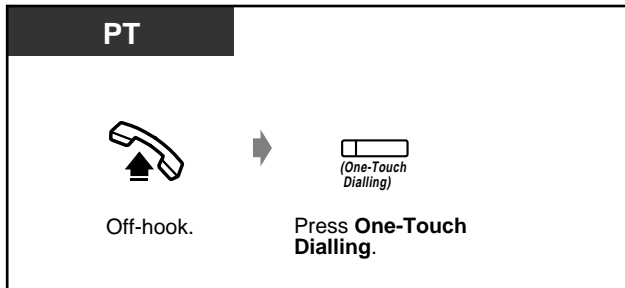 PT
(One-Touch
Dialling)
Off-hook.
Press One-Touch
Dialling.